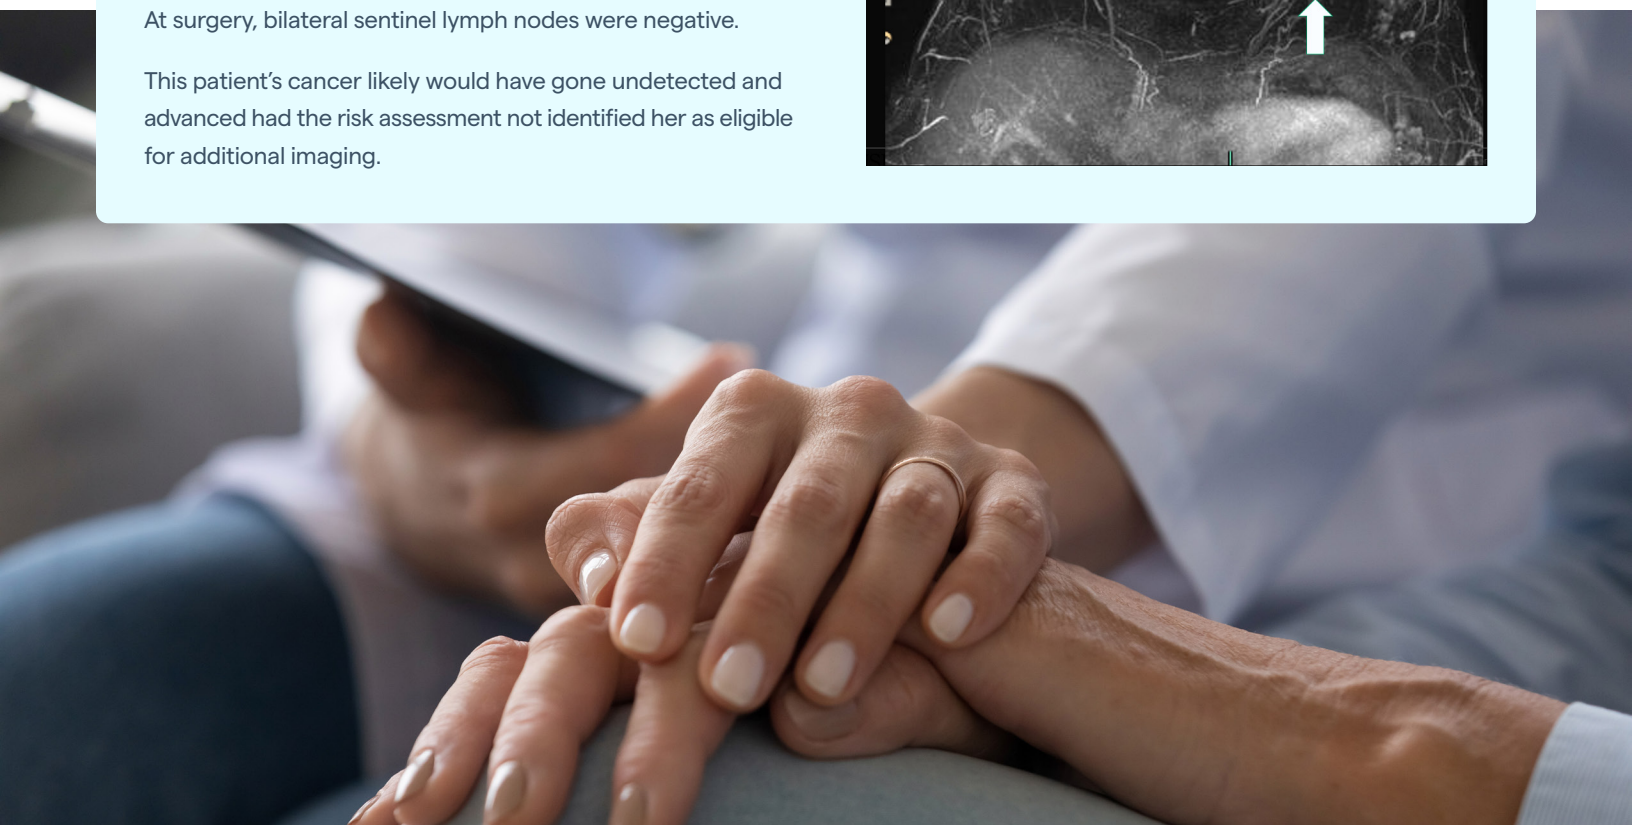 At surgery, bilateral sentinel lymph nodes were negative.
This patient’s cancer likely would have gone undetected and
advanced had the risk assessment not identified her as eligible
for additional imaging.